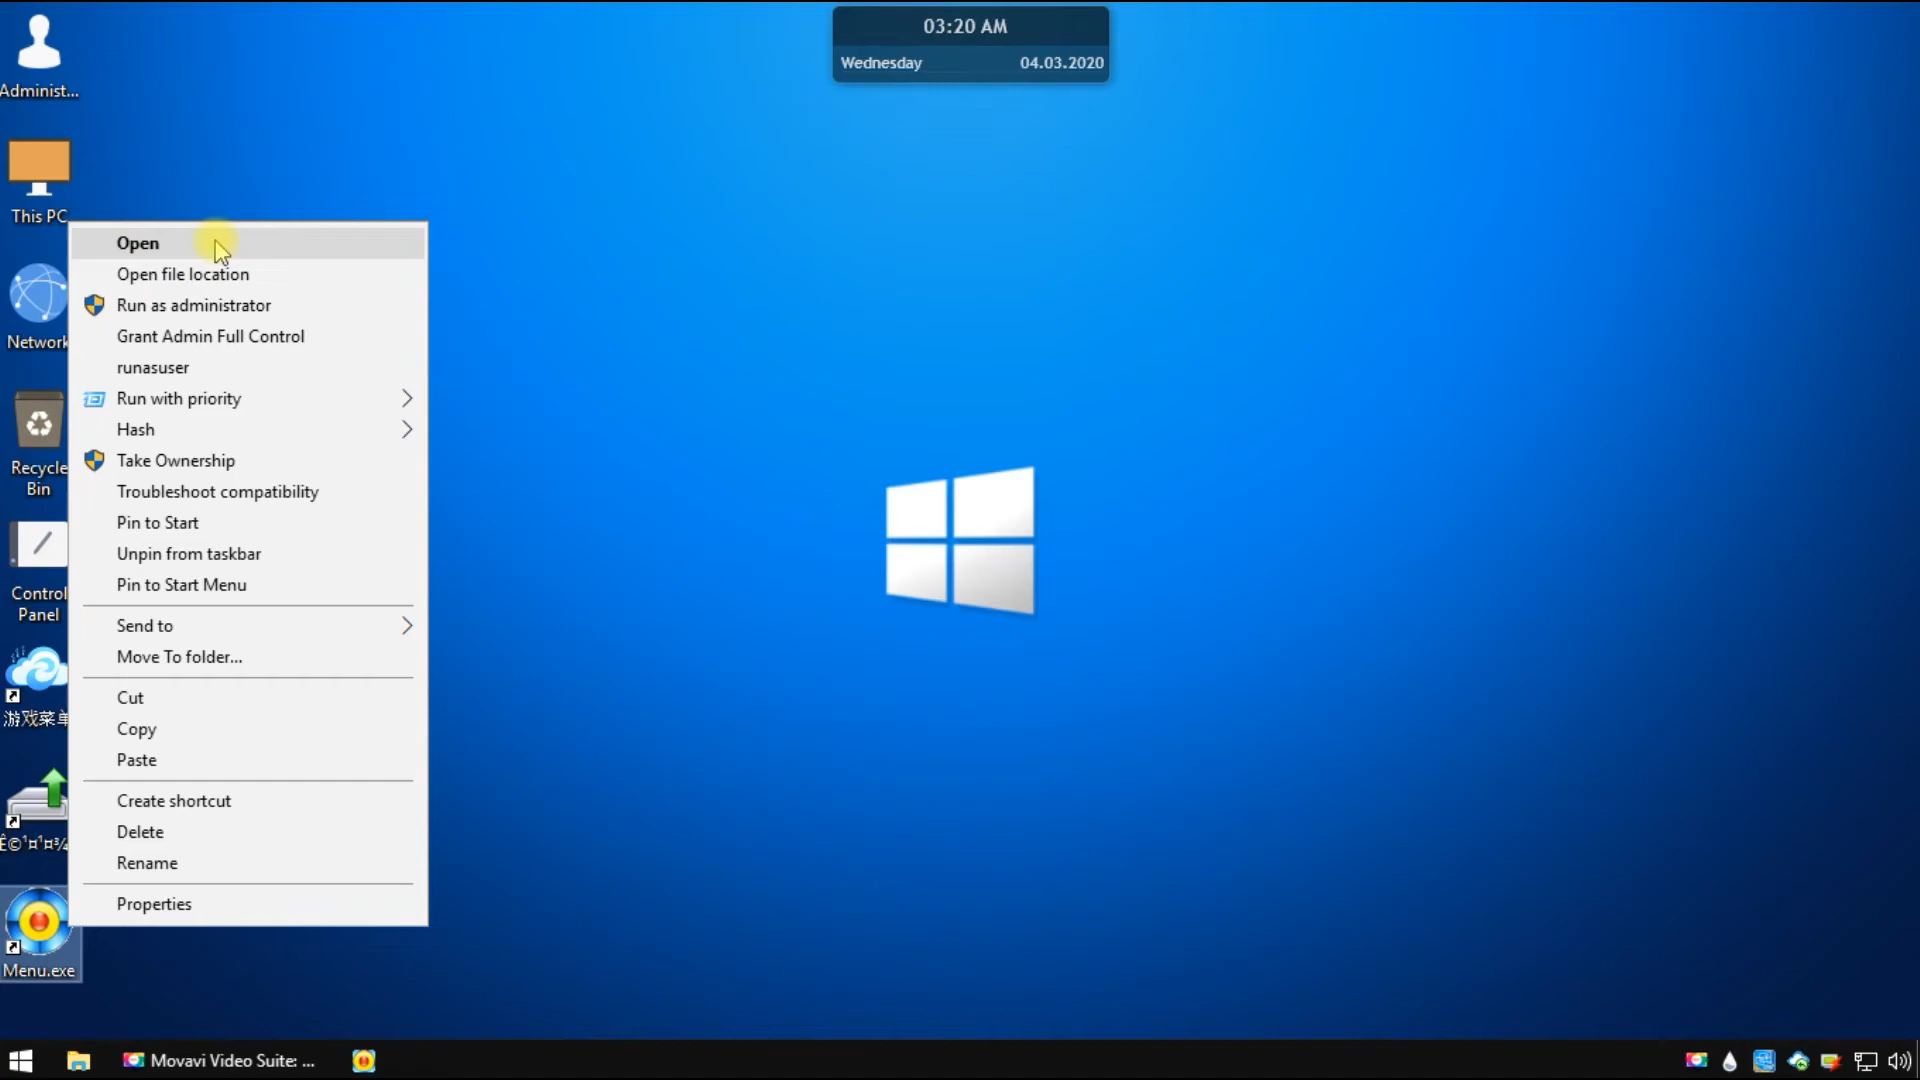 03:20 AM
Wednesday 04.03.2020
Administ...
This PC
Network
Recycle
Bin
Control
Panel
游戏菜单
Menu.exe
Open
Open file location
Run as administrator
Grant Admin Full Control
runasuser
Run with priority
Hash
Take Ownership
Troubleshoot compatibility
Pin to Start
Unpin from taskbar
Pin to Start Menu
Send to
Move To folder...
Cut
Copy
Paste
Create shortcut
Delete
Rename
Properties
Movavi Video Suite: ...